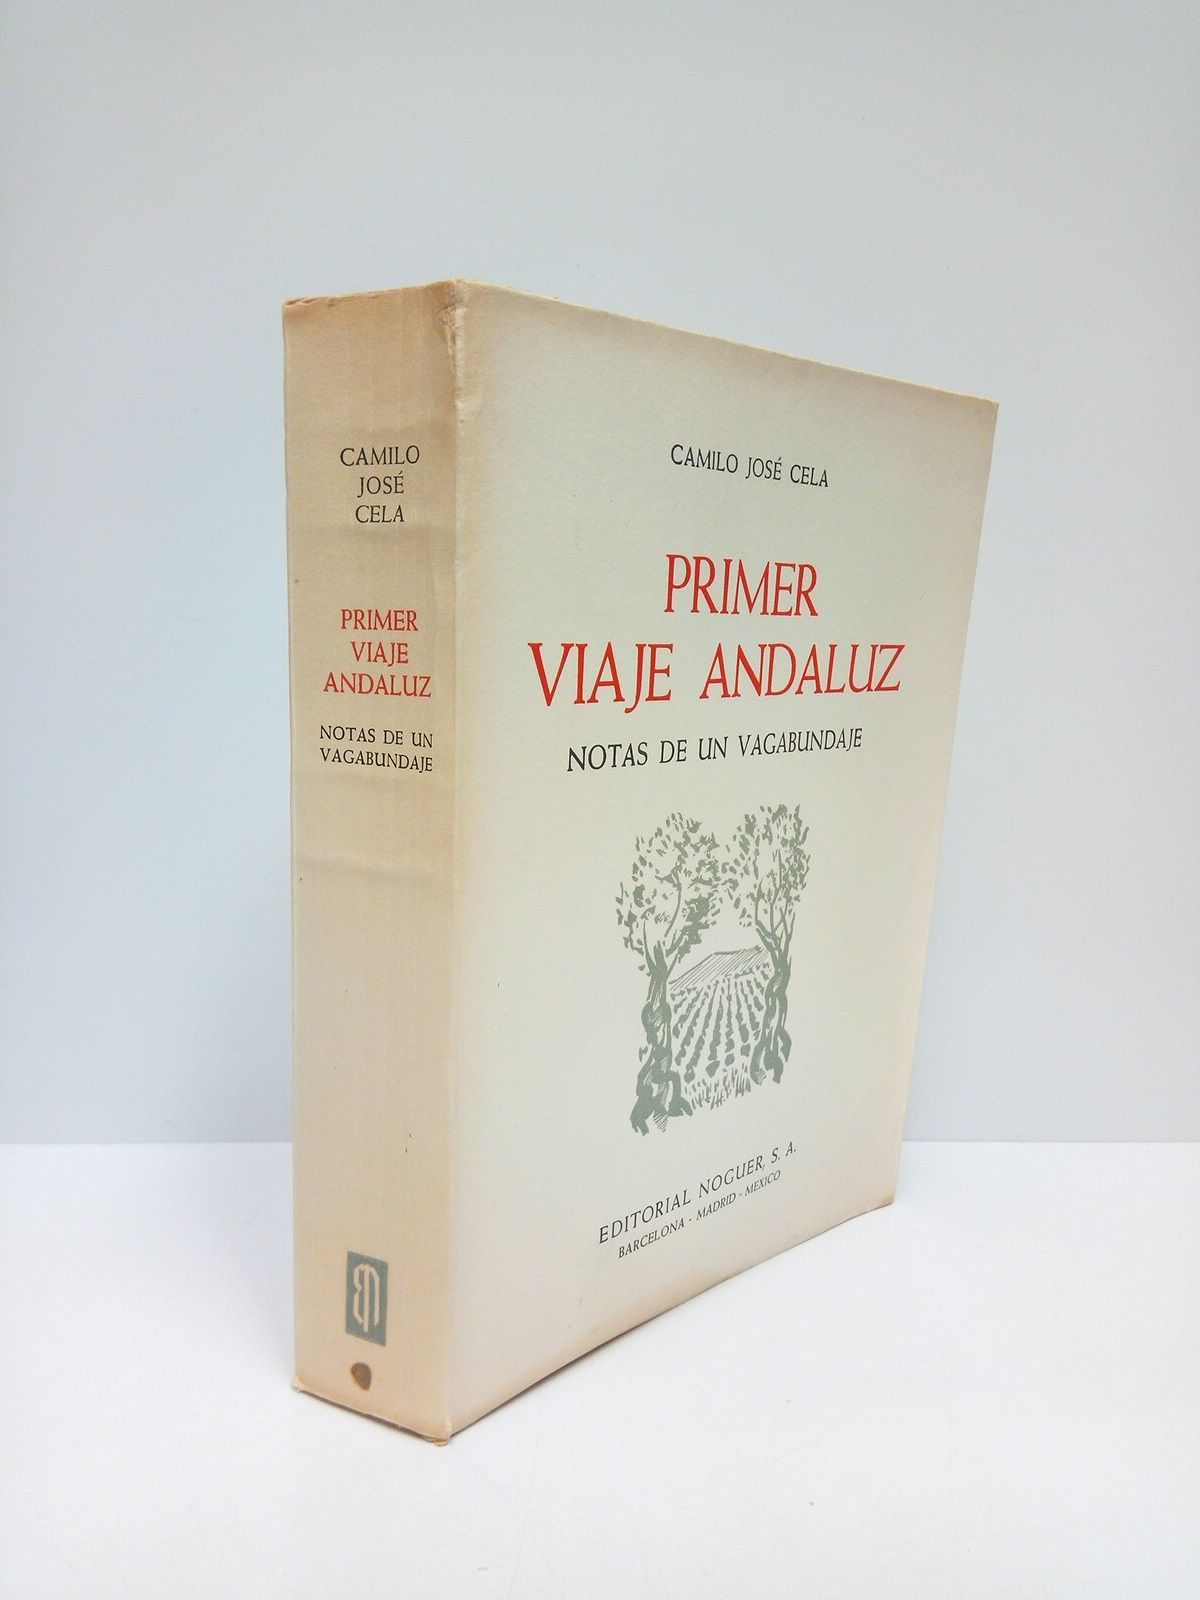 CAMILO
JOSÉ
CELA
PRIMER
VIAJE
ANDALUZ
NOTAS DE UN
VAGABUNDAJE
CAMILO JOSÉ CELA
PRIMER
VIAJE ANDALUZ
NOTAS DE UN VAGABUNDAJE
EDITORIAL NOGUER, S. A.
BARCELONA - MADRID - MEXICO